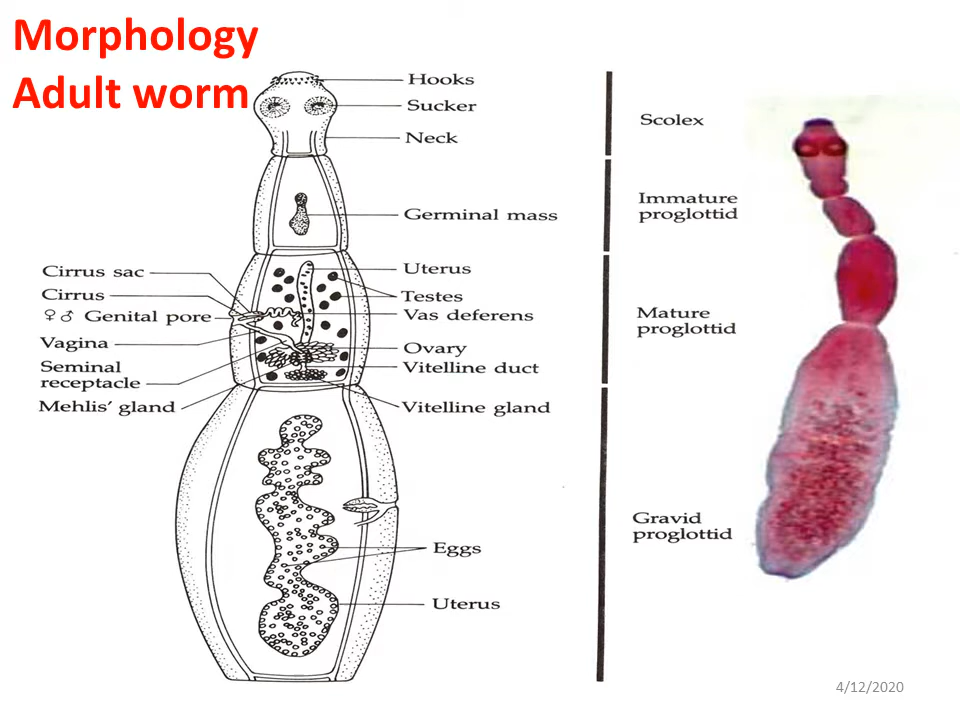 Morphology
Adult worm
Hooks
Sucker
Neck
Germinal mass
Cirrus sac
Cirrus
♀♂ Genital pore
Vagina
Seminal
receptacle
Mehlis' gland
Uterus
Testes
Vas deferens
Ovary
Vitelline duct
Vitelline gland
Eggs
Uterus
Scolex
Immature
proglottid
Mature
proglottid
Gravid
proglottid
4/12/2020